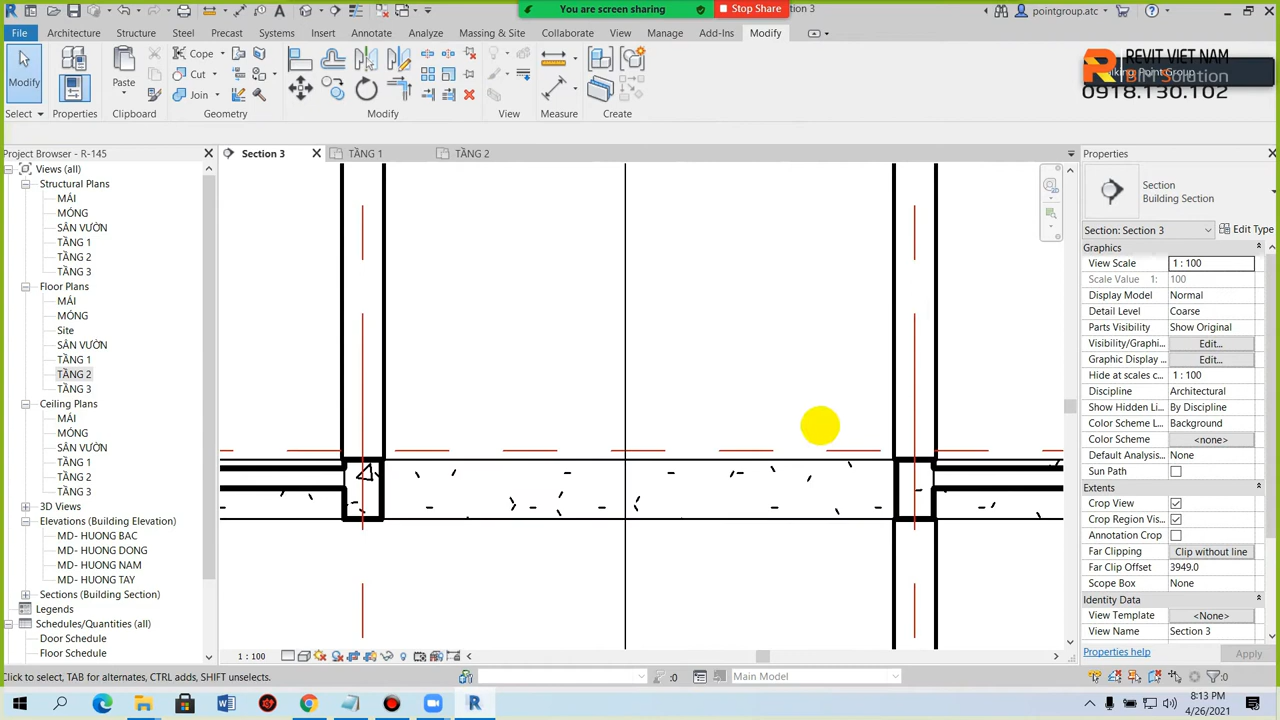 You are screen sharing
Stop Share
3
pointgroup.atc
File
Architecture
Structure
Steel
Precast
Systems
Insert
Annotate
Analyze
Massing & Site
Collaborate
View
Manage
Add-Ins
Modify
REVIT VIET NAM
0918.130.102
Modify
Paste
Cope
Cut
Join
Select
Properties
Clipboard
Geometry
Modify
View
Measure
Create
Project Browser - R-145
Section 3
TẦNG 1
TẦNG 2
Properties
Views (all)
Structural Plans
MÁI
MÓNG
SÂN VƯỜN
TẦNG 1
TẦNG 2
TẦNG 3
Floor Plans
MÁI
MÓNG
Site
SÂN VƯỜN
TẦNG 1
TẦNG 2
TẦNG 3
Ceiling Plans
MÁI
MÓNG
SÂN VƯỜN
TẦNG 1
TẦNG 2
TẦNG 3
3D Views
Elevations (Building Elevation)
MD- HUONG BAC
MD- HUONG DONG
MD- HUONG NAM
MD- HUONG TAY
Sections (Building Section)
Legends
Schedules/Quantities (all)
Door Schedule
Floor Schedule
Section
Building Section
Section: Section 3
Edit Type
Graphics
View Scale 1 : 100
Scale Value 1: 100
Display Model Normal
Detail Level Coarse
Parts Visibility Show Original
Visibility/Graphi... Edit...
Graphic Display ... Edit...
Hide at scales c... 1 : 100
Discipline Architectural
Show Hidden Li... By Discipline
Color Scheme L... Background
Color Scheme <none>
Default Analysis... None
Sun Path
Extents
Crop View
Crop Region Vis...
Annotation Crop
Far Clipping Clip without line
Far Clip Offset 3949.0
Scope Box None
Identity Data
View Template <None>
View Name Section 3
Properties help
Apply
1 : 100
Click to select, TAB for alternates, CTRL adds, SHIFT unselects.
:0
Main Model
:0
8:13 PM
4/26/2021